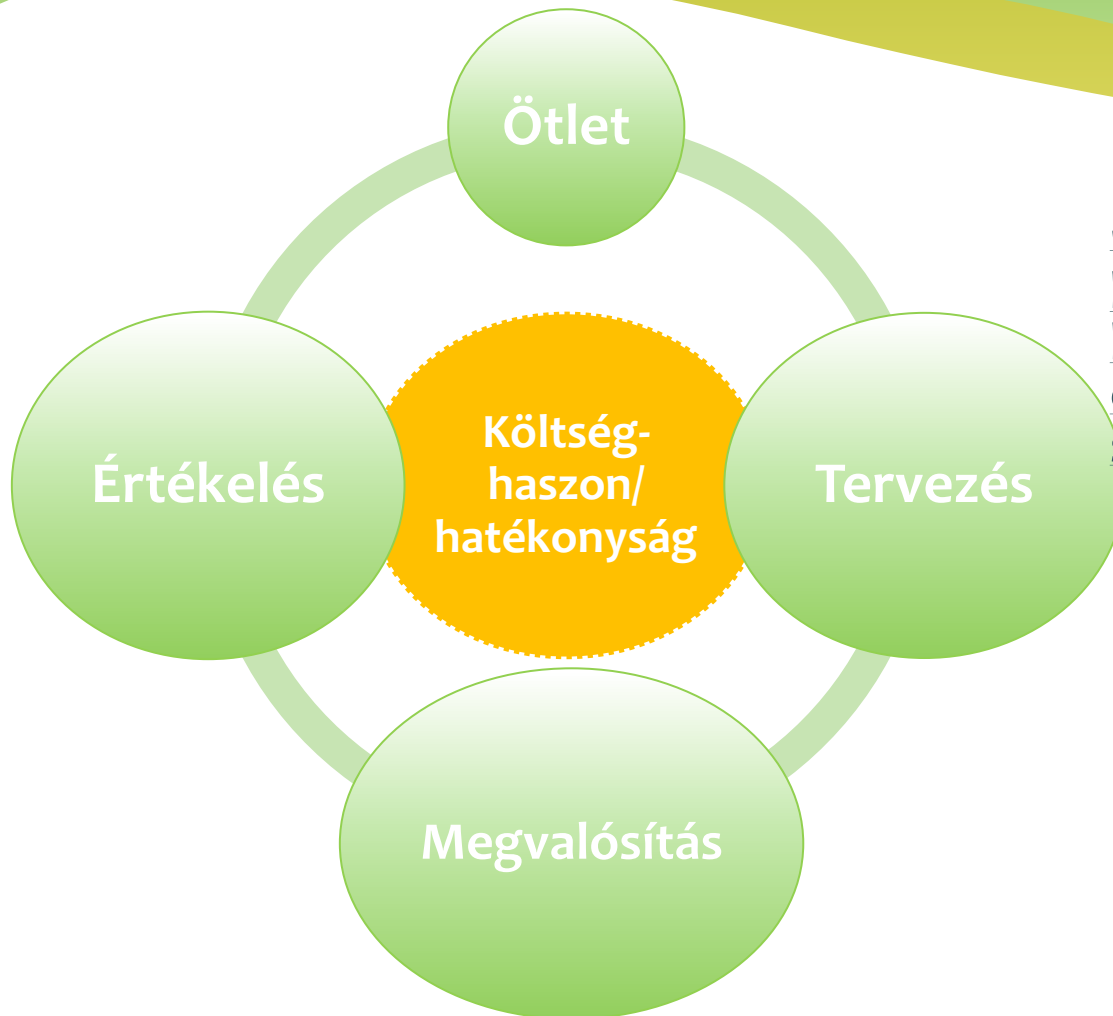 Ötlet
Költség-
haszon/
hatékonyság
Értékelés
Tervezés
Megvalósítás